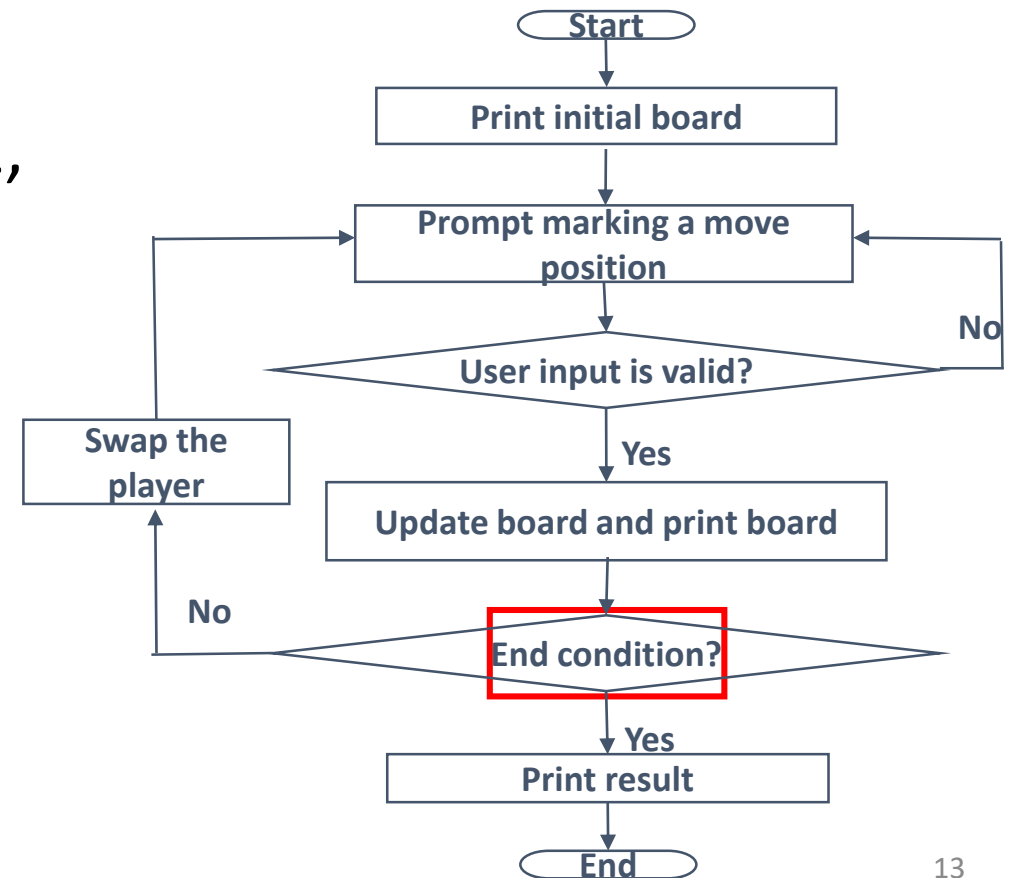 Start
Print initial board
Prompt marking a move
position
No
User input is valid?
Swap the
player
Yes
Update board and print board
No
End condition?
Yes
Print result
End
13